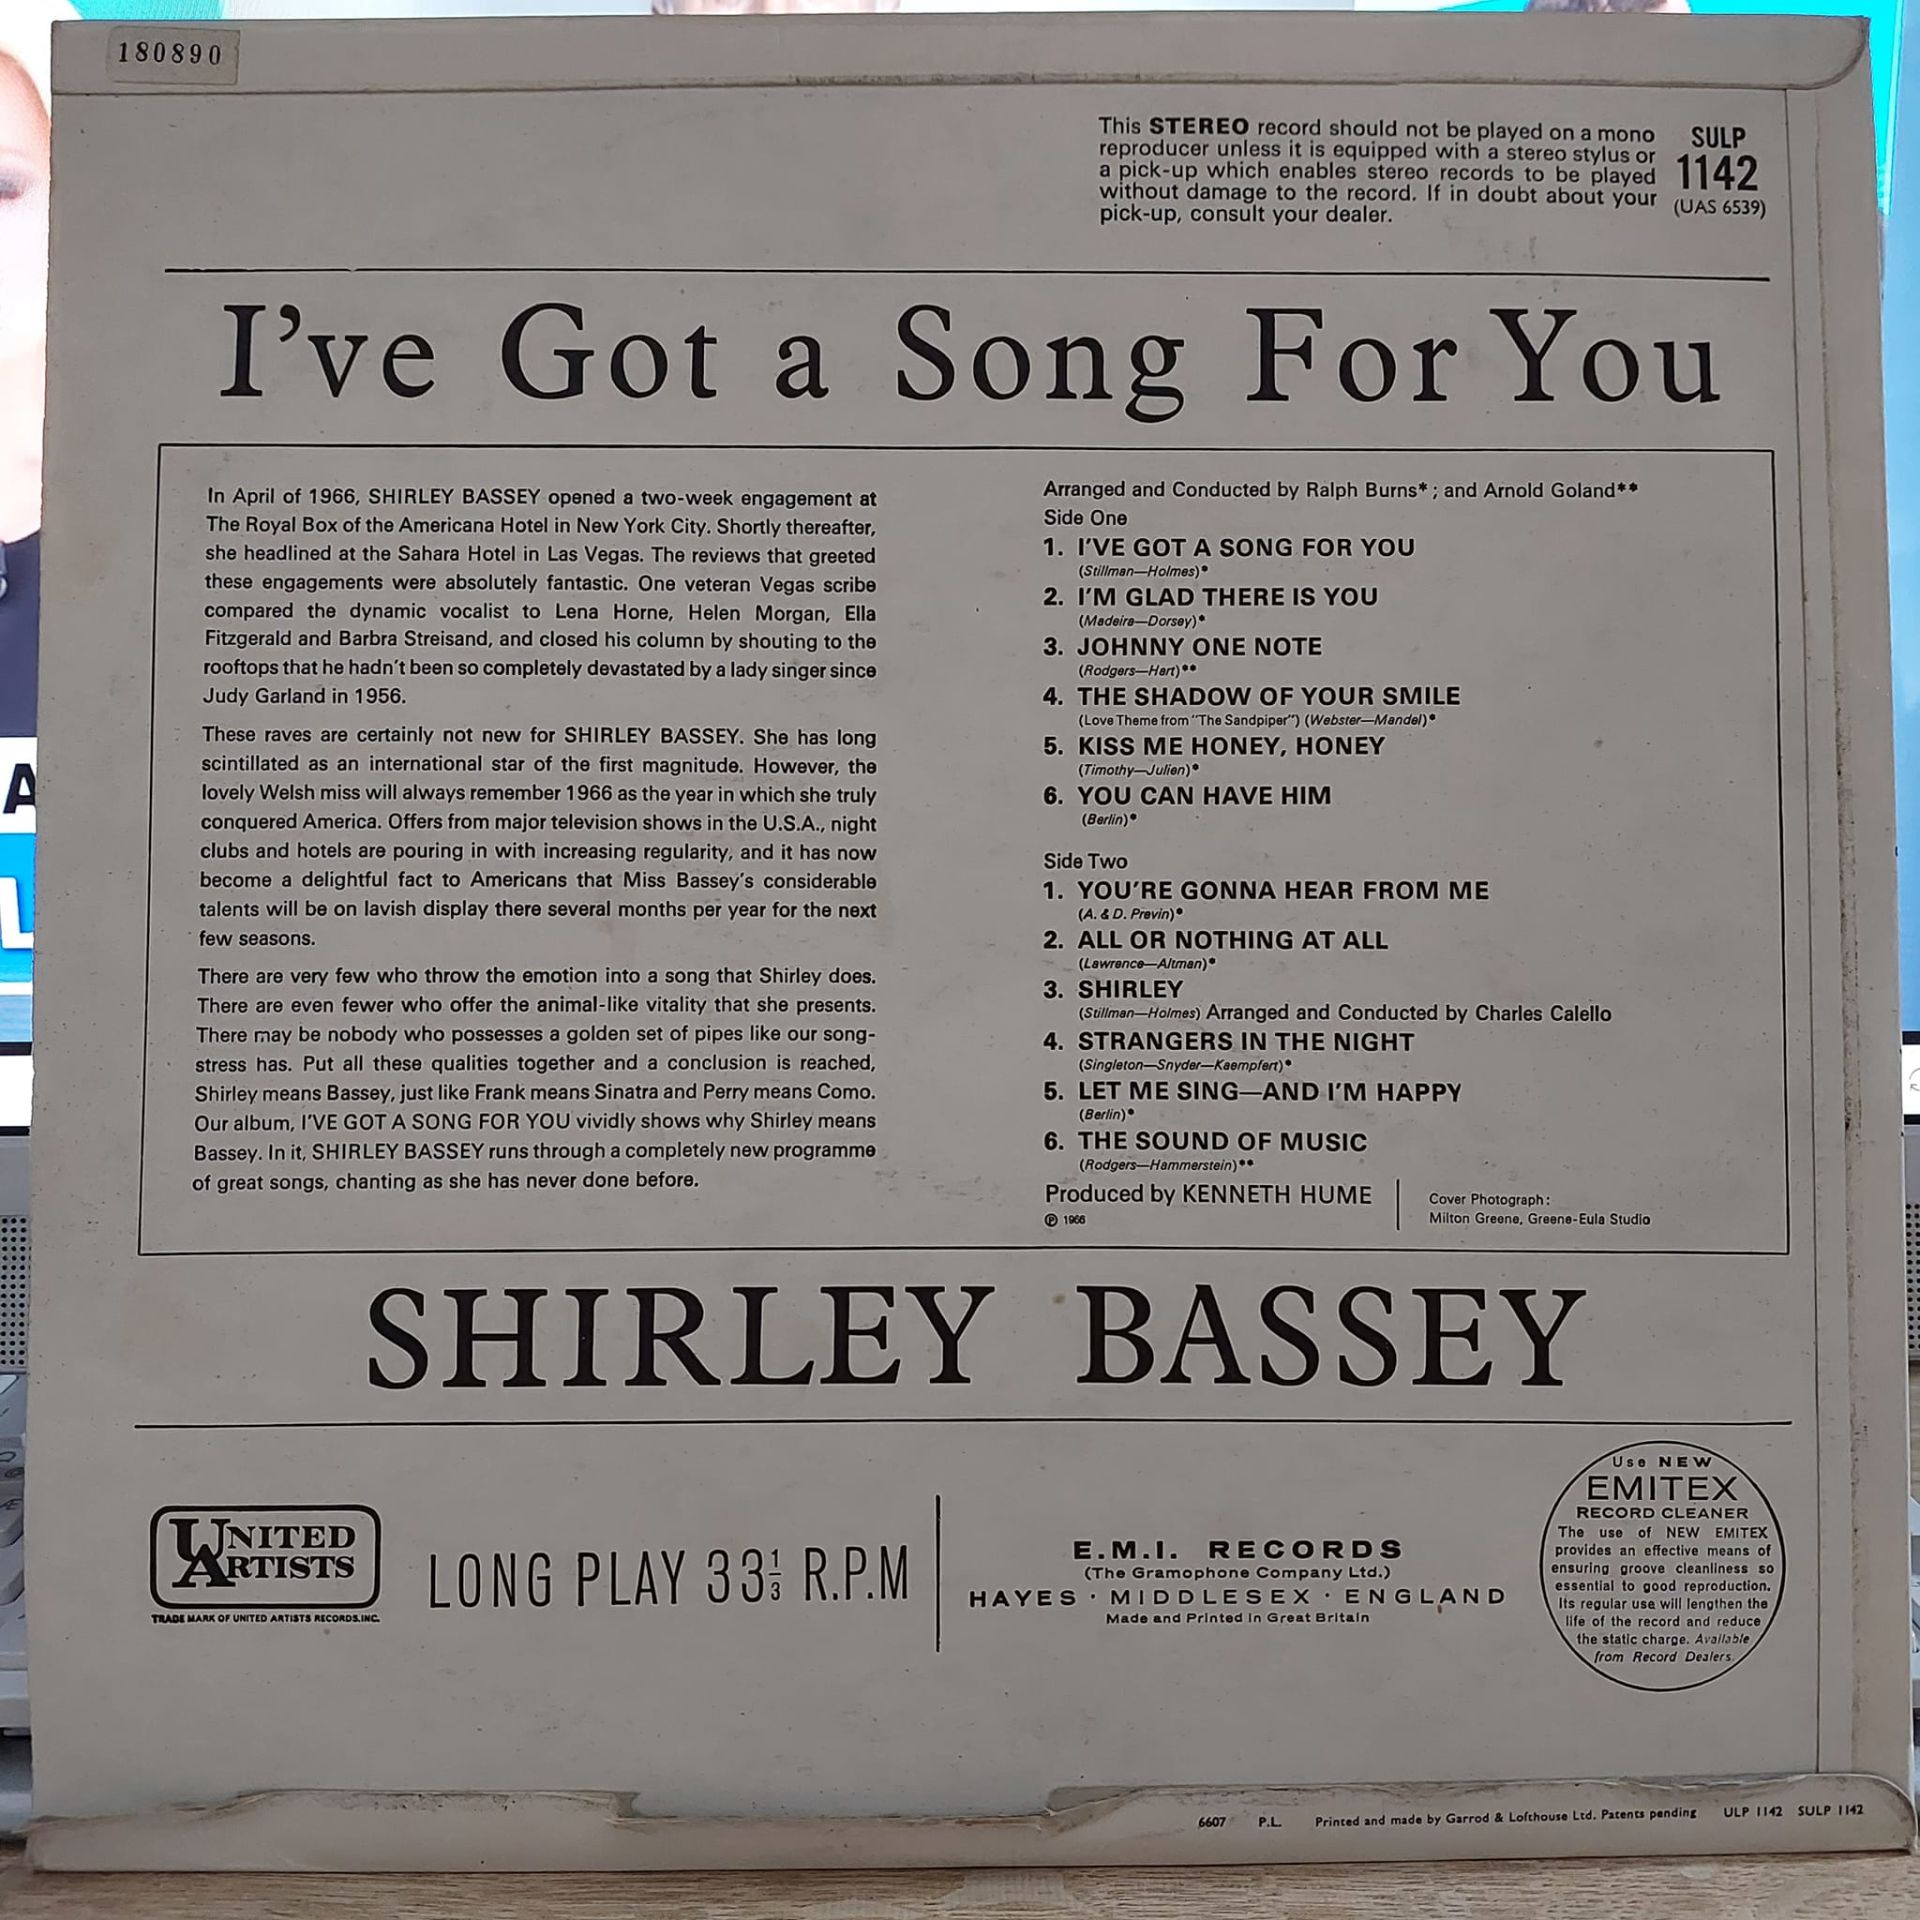 180890
This STEREO record should not be played on a mono
reproducer unless it is equipped with a stereo stylus or
a pick-up which enables stereo records to be played
without damage to the record. If in doubt about your
pick-up, consult your dealer.
SULP
1142
(UAS 6539)
I've Got a Song For You
In April of 1966, SHIRLEY BASSEY opened a two-week engagement at
The Royal Box of the Americana Hotel in New York City. Shortly thereafter,
she headlined at the Sahara Hotel in Las Vegas. The reviews that greeted
these engagements were absolutely fantastic. One veteran Vegas scribe
compared the dynamic vocalist to Lena Horne, Helen Morgan, Ella
Fitzgerald and Barbra Streisand, and closed his column by shouting to the
rooftops that he hadn't been so completely devastated by a lady singer since
Judy Garland in 1956.
These raves are certainly not new for SHIRLEY BASSEY. She has long
scintillated as an international star of the first magnitude. However, the
lovely Welsh miss will always remember 1966 as the year in which she truly
conquered America. Offers from major television shows in the U.S.A., night
clubs and hotels are pouring in with increasing regularity, and it has now
become a delightful fact to Americans that Miss Bassey's considerable
talents will be on lavish display there several months per year for the next
few seasons.
There are very few who throw the emotion into a song that Shirley does.
There are even fewer who offer the animal-like vitality that she presents.
There may be nobody who possesses a golden set of pipes like our song-
stress has. Put all these qualities together and a conclusion is reached,
Shirley means Bassey, just like Frank means Sinatra and Perry means Como.
Our album, I'VE GOT A SONG FOR YOU vividly shows why Shirley means
Bassey. In it, SHIRLEY BASSEY runs through a completely new programme
of great songs, chanting as she has never done before.
Arranged and Conducted by Ralph Burns*; and Arnold Goland**
Side One
1. I'VE GOT A SONG FOR YOU
(Stillman—Holmes)*
2. I'M GLAD THERE IS YOU
(Madeira—Dorsey)*
3. JOHNNY ONE NOTE
(Rodgers—Hart)**
4. THE SHADOW OF YOUR SMILE
(Love Theme from "The Sandpiper") (Webster—Mandel)*
5. KISS ME HONEY, HONEY
(Timothy—Julien)*
6. YOU CAN HAVE HIM
(Berlin)*
Side Two
1. YOU'RE GONNA HEAR FROM ME
(A. & D. Previn)*
2. ALL OR NOTHING AT ALL
(Lawrence—Altman)*
3. SHIRLEY
(Stillman—Holmes) Arranged and Conducted by Charles Calello
4. STRANGERS IN THE NIGHT
(Singleton—Snyder—Kaempfert)*
5. LET ME SING—AND I'M HAPPY
(Berlin)*
6. THE SOUND OF MUSIC
(Rodgers—Hammerstein)**
Produced by KENNETH HUME
℗ 1966
Cover Photograph:
Milton Greene, Greene-Eula Studio
SHIRLEY BASSEY
UNITED
ARTISTS
TRADE MARK OF UNITED ARTISTS RECORDS.INC.
LONG PLAY 33⅓ R.P.M
E.M.I. RECORDS
(The Gramophone Company Ltd.)
HAYES · MIDDLESEX · ENGLAND
Made and Printed in Great Britain
Use NEW
EMITEX
RECORD CLEANER
The use of NEW EMITEX
provides an effective means of
ensuring groove cleanliness so
essential to good reproduction.
Its regular use will lengthen the
life of the record and reduce
the static charge. Available
from Record Dealers.
6607 P.L. Printed and made by Garrod & Lofthouse Ltd. Patents pending ULP 1142 SULP 1142